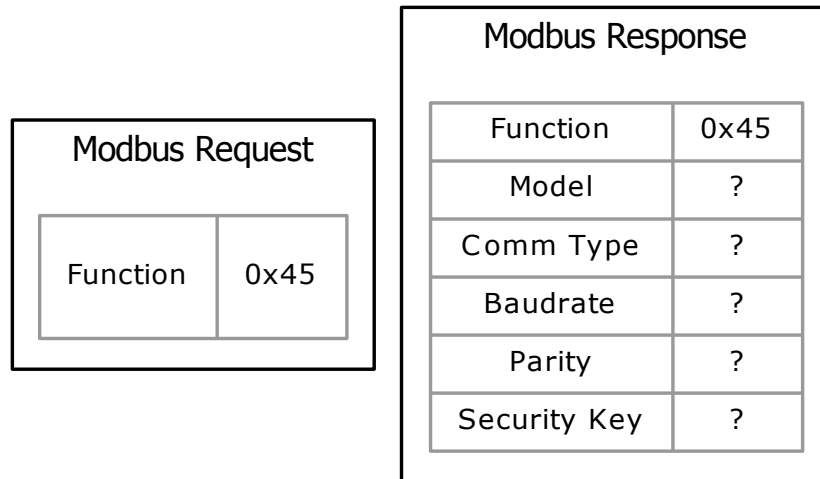 Modbus Request
Function 0x45
Modbus Response
Function 0x45
Model ?
Comm Type ?
Baudrate ?
Parity ?
Security Key ?